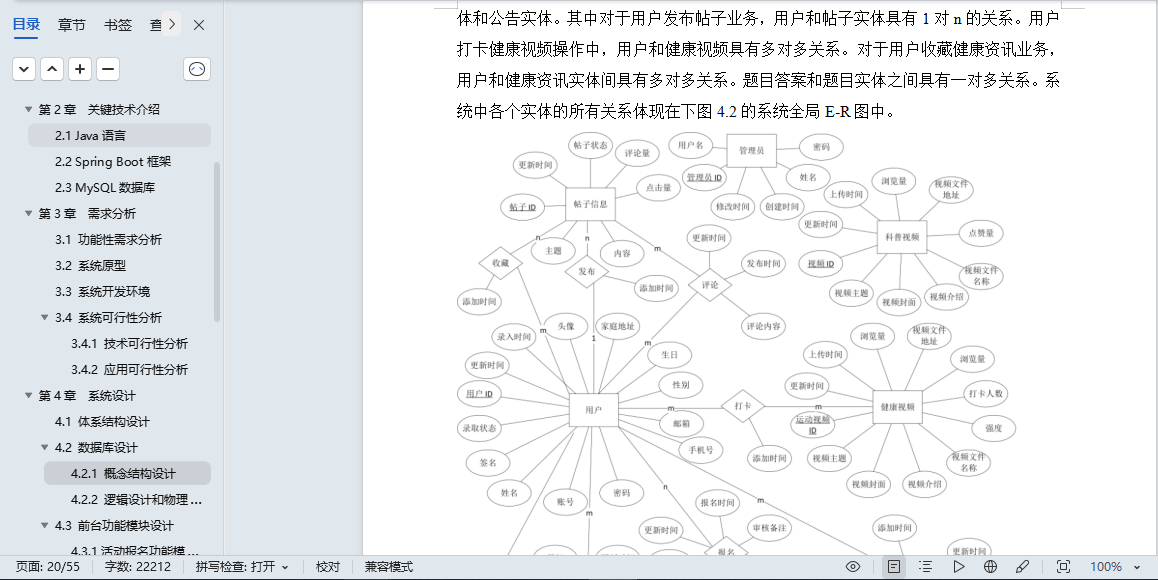 目录 章节 书签 查
第 2 章 关键技术介绍
2.1 Java 语言
2.2 Spring Boot 框架
2.3 MySQL 数据库
第 3 章 需求分析
3.1 功能性需求分析
3.2 系统原型
3.3 系统开发环境
3.4 系统可行性分析
3.4.1 技术可行性分析
3.4.2 应用可行性分析
第 4 章 系统设计
4.1 体系结构设计
4.2 数据库设计
4.2.1 概念结构设计
4.2.2 逻辑设计和物理 ...
4.3 前台功能模块设计
4.3.1 活动报名功能模 ...
体和公告实体。其中对于用户发布帖子业务，用户和帖子实体具有 1 对 n 的关系。用户
打卡健康视频操作中，用户和健康视频具有多对多关系。对于用户收藏健康资讯业务，
用户和健康资讯实体间具有多对多关系。题目答案和题目实体之间具有一对多关系。系
统中各个实体的所有关系体现在下图 4.2 的系统全局 E-R 图中。
帖子状态
更新时间
评论量
点击量
帖子 ID
帖子信息
主题
内容
用户名
管理员
密码
管理员 ID
姓名
修改时间
创建时间
浏览量
视频文件
地址
上传时间
更新时间
科普视频
点赞量
视频 ID
视频文件
名称
视频主题
视频封面
视频介绍
n
n
m
收藏
发布
添加时间
添加时间
更新时间
发布时间
评论
评论内容
m
1
m
录入时间
头像
家庭地址
更新时间
生日
用户 ID
性别
用户
录取状态
邮箱
签名
手机号
姓名
账号
密码
m
打卡
m
添加时间
浏览量
视频文件
地址
上传时间
浏览量
更新时间
打卡人数
运动视频
ID
健康视频
强度
视频主题
视频文件
名称
视频封面
视频介绍
m
n
m
报名时间
更新时间
审核备注
报名
添加时间
更新时间
页面: 20/55 字数: 22212 拼写检查: 打开 校对 兼容模式 100%